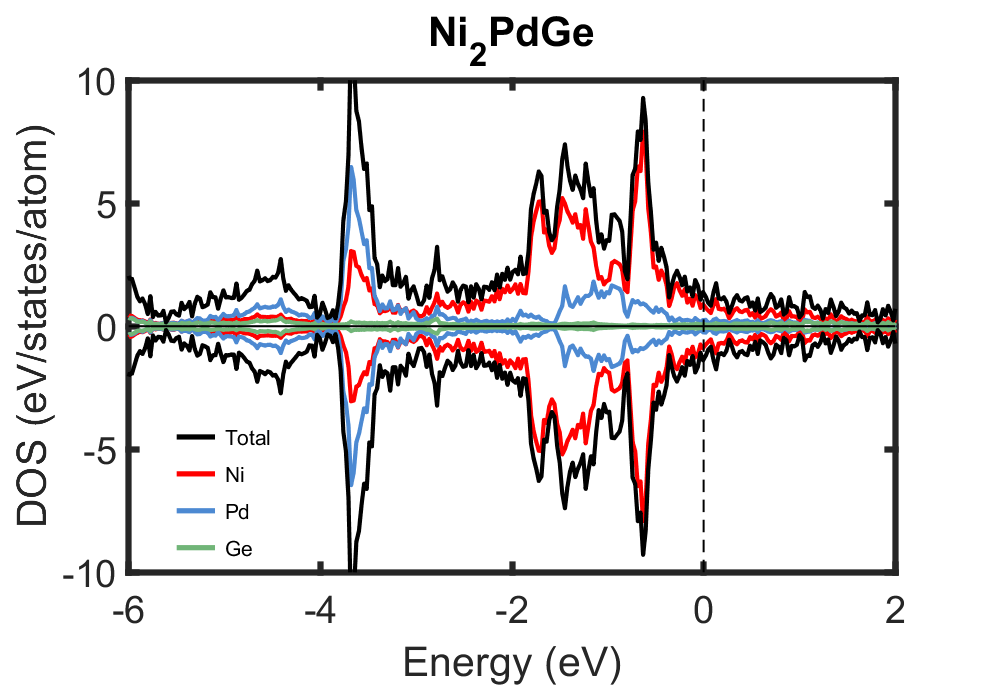 Ni2PdGe
DOS (eV/states/atom)
10
5
0
0
-5
-10
Total
Ni
Pd
Ge
-6
-4
-2
0
2
Energy (eV)